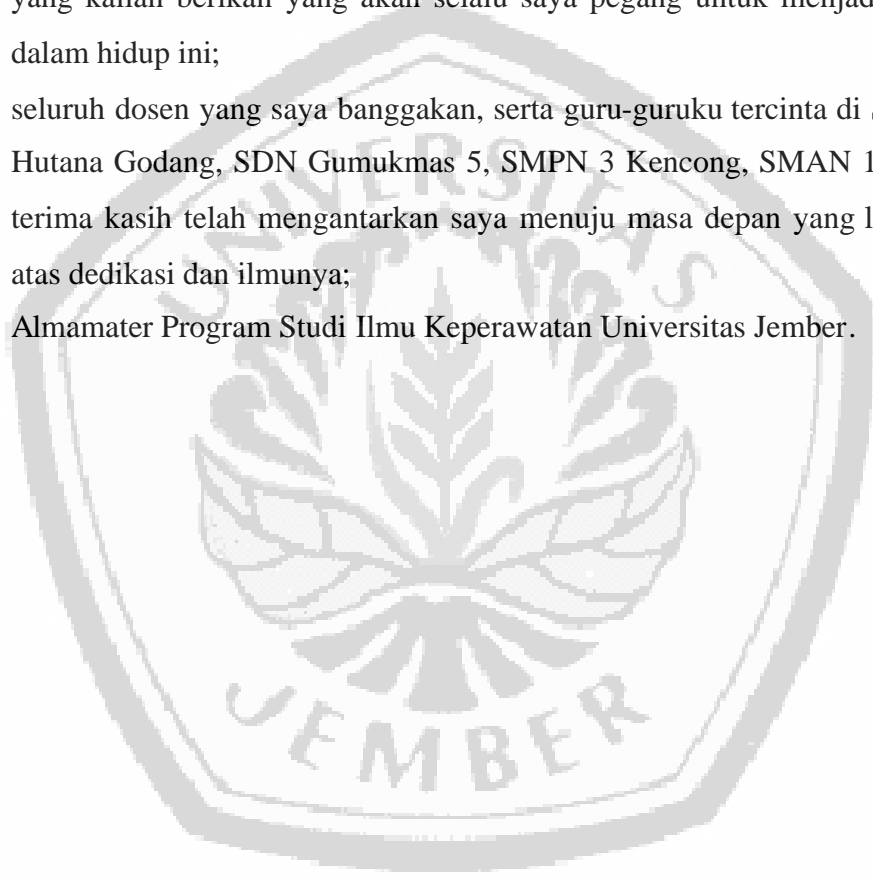 yang kalian berikan yang akan selalu saya pegang untuk menjad
dalam hidup ini;
seluruh dosen yang saya banggakan, serta guru-guruku tercinta di
Hutana Godang, SDN Gumukmas 5, SMPN 3 Kencong, SMAN 1
terima kasih telah mengantarkan saya menuju masa depan yang l
atas dedikasi dan ilmunya;
Almamater Program Studi Ilmu Keperawatan Universitas Jember.
UNIVERSITAS
JEMBER